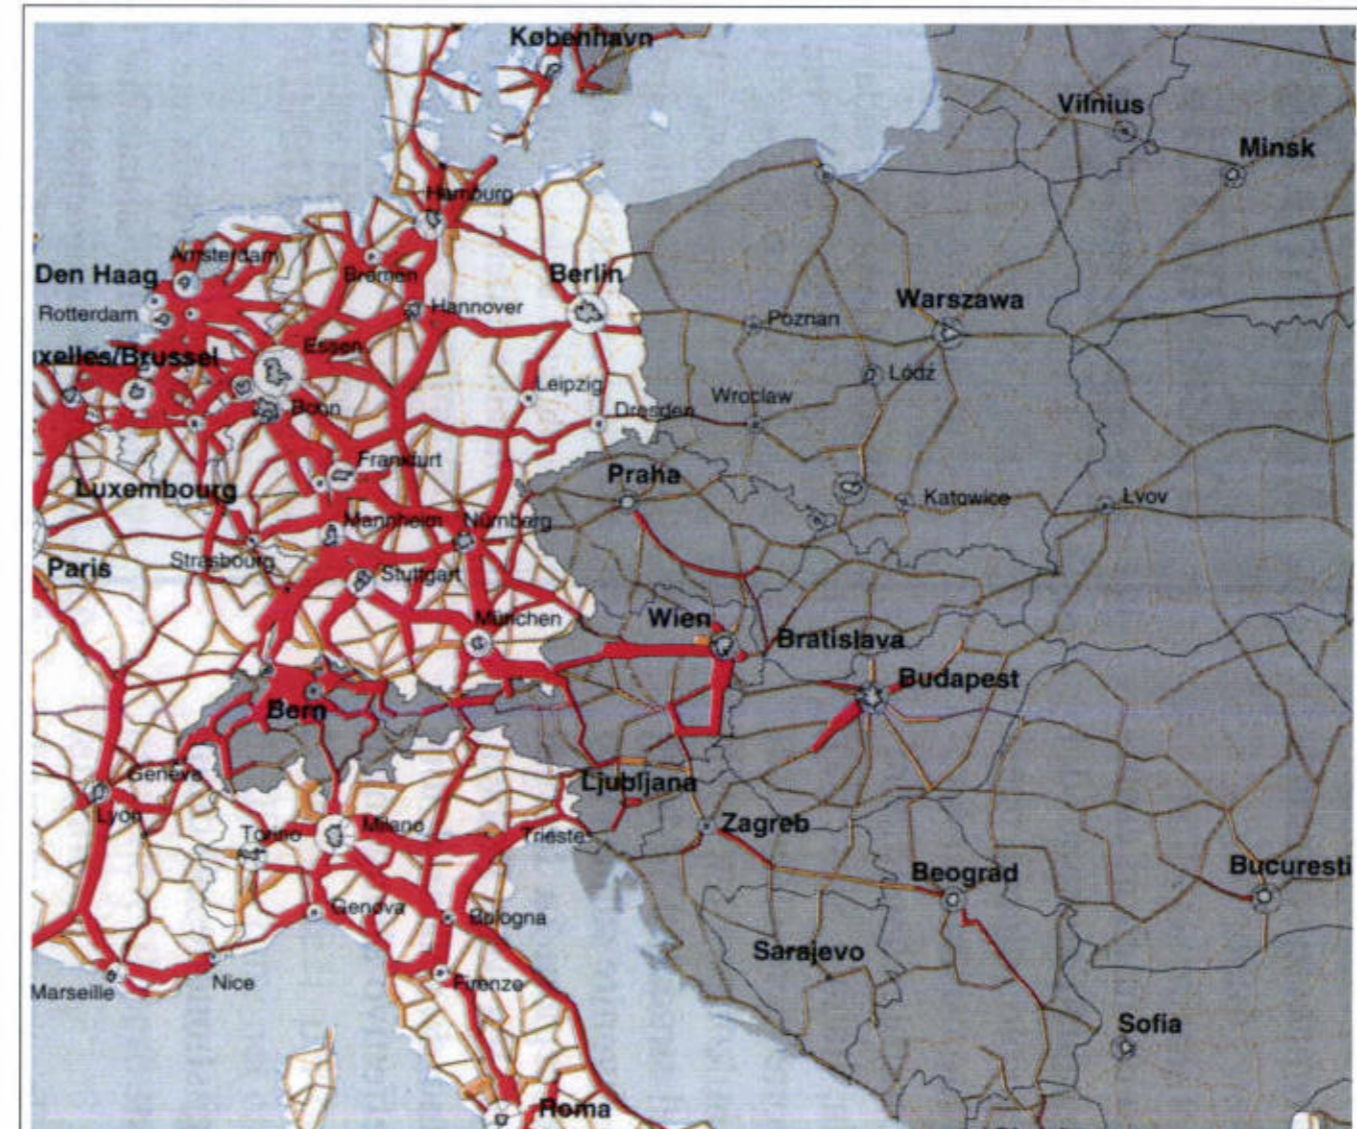 København
Vilnius
Minsk
Hamburg
Amsterdam
Den Haag
Bremen
Berlin
Rotterdam
Hannover
Warszawa
Poznan
xelles/Brussel
Essen
Leipzig
Łódź
Bonn
Dresden
Wroclaw
Frankfurt
Praha
Luxembourg
Katowice
Lvov
Mannheim
Nürnberg
Strasbourg
Paris
Stuttgart
München
Wien
Bratislava
Budapest
Bern
Genève
Ljubljana
Lyon
Torino
Milano
Trieste
Zagreb
Beograd
Bucuresti
Genova
Bologna
Sarajevo
Marseille
Nice
Firenze
Sofia
Roma